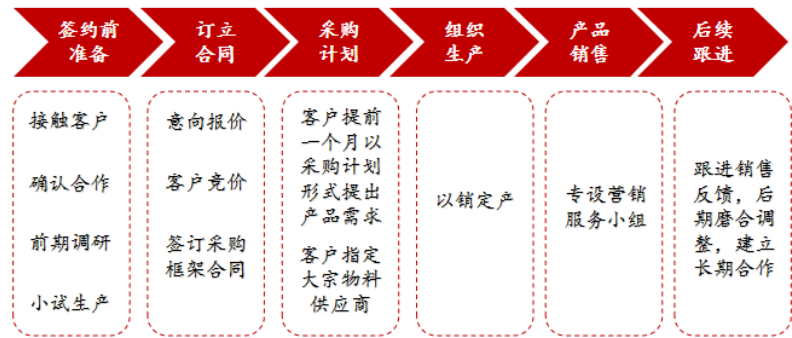 签约前
准备
订立
合同
采购
计划
组织
生产
产品
销售
后续
跟进
接触客户
确认合作
前期调研
小试生产
意向报价
客户竞价
签订采购
框架合同
客户提前
一个月以
采购计划
形式提出
产品需求
客户指定
大宗物料
供应商
以销定产
专设营销
服务小组
跟进销售
反馈，后
期磨合调
整，建立
长期合作